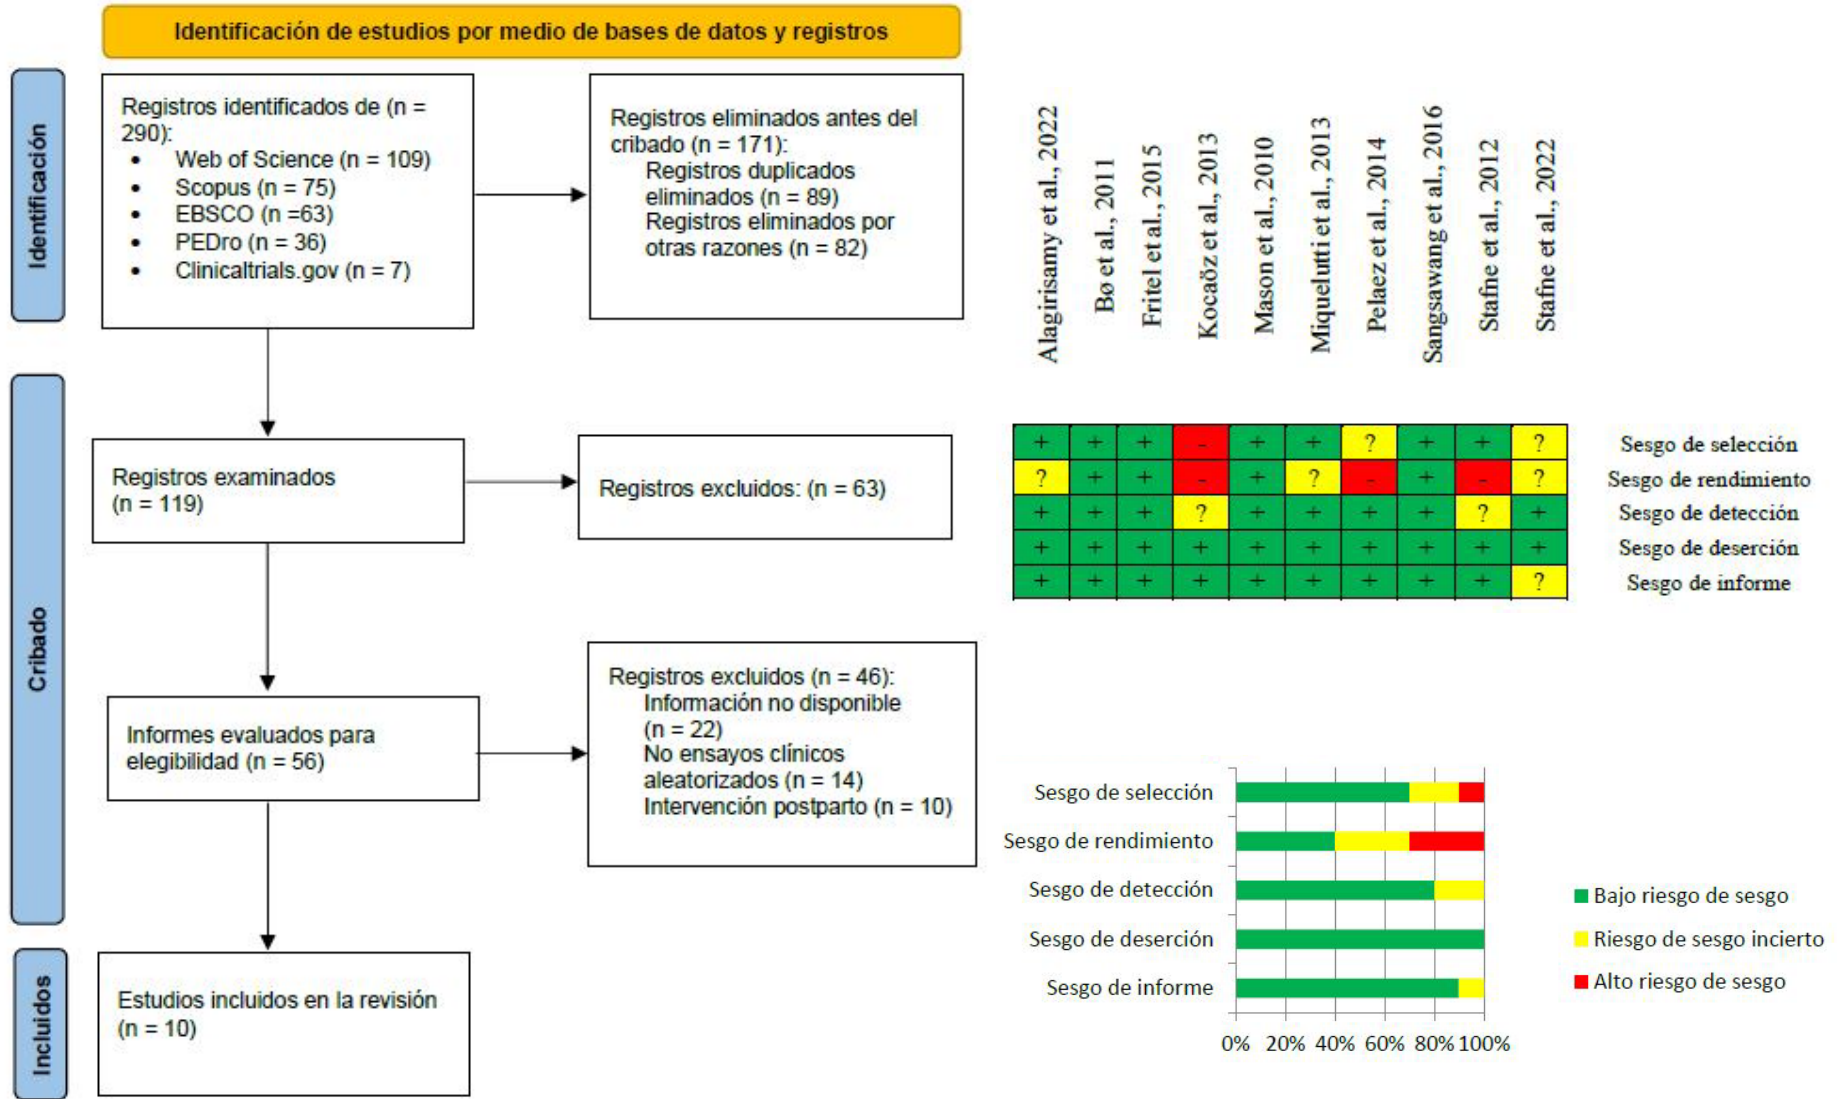 Identificación de estudios por medio de bases de datos y registros
Identificación
Registros identificados de (n =
290):
• Web of Science (n = 109)
• Scopus (n = 75)
• EBSCO (n =63)
• PEDro (n = 36)
• Clinicaltrials.gov (n = 7)
Registros eliminados antes del
cribado (n = 171):
Registros duplicados
eliminados (n = 89)
Registros eliminados por
otras razones (n = 82)
Cribado
Registros examinados
(n = 119)
Registros excluidos: (n = 63)
Informes evaluados para
elegibilidad (n = 56)
Registros excluidos (n = 46):
Información no disponible
(n = 22)
No ensayos clínicos
aleatorizados (n = 14)
Intervención postparto (n = 10)
Incluidos
Estudios incluidos en la revisión
(n = 10)
Alagirisamy et al., 2022
Bø et al., 2011
Fritel et al., 2015
Kocaöz et al., 2013
Mason et al., 2010
Miquelutti et al., 2013
Pelaez et al., 2014
Sangsawang et al., 2016
Stafne et al., 2012
Stafne et al., 2022
+ + + - + + ? + + ? Sesgo de selección
? + + - + ? - + - ? Sesgo de rendimiento
+ + + ? + + + + ? + Sesgo de detección
+ + + + + + + + + + Sesgo de deserción
+ + + + + + + + + ? Sesgo de informe
Sesgo de selección
Sesgo de rendimiento
Sesgo de detección
Sesgo de deserción
Sesgo de informe
0% 20% 40% 60% 80% 100%
Bajo riesgo de sesgo
Riesgo de sesgo incierto
Alto riesgo de sesgo